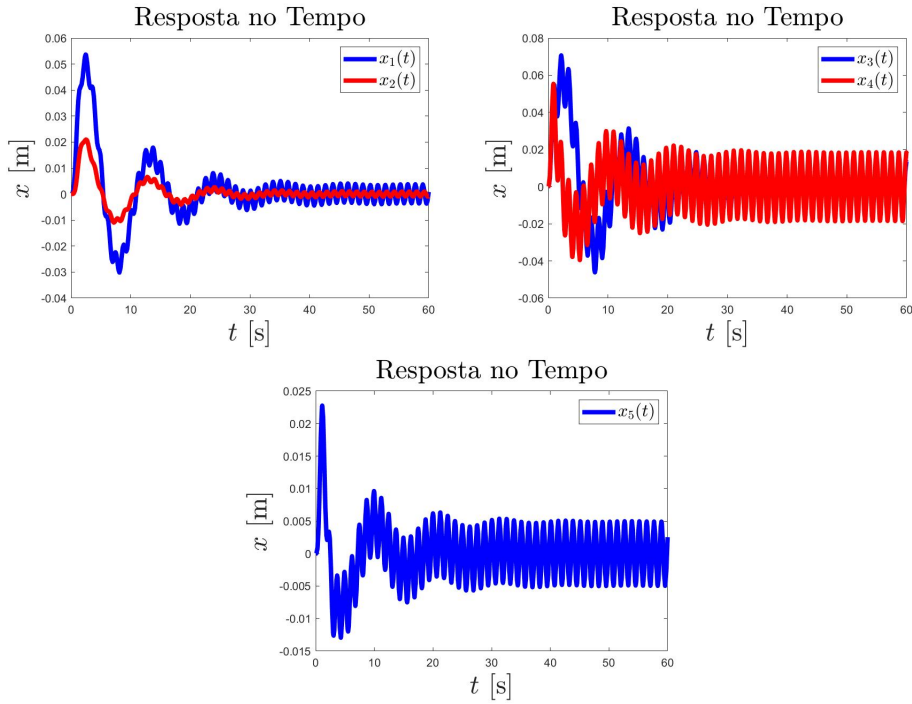 Resposta no Tempo
x [m]
0.06
0.05
0.04
0.03
0.02
0.01
0
-0.01
-0.02
-0.03
-0.04
x₁(t)
x₂(t)
0 10 20 30 40 50 60
t [s]
Resposta no Tempo
x [m]
0.08
0.06
0.04
0.02
0
-0.02
-0.04
-0.06
x₃(t)
x₄(t)
0 10 20 30 40 50 60
t [s]
Resposta no Tempo
x [m]
0.025
0.02
0.015
0.01
0.005
0
-0.005
-0.01
-0.015
x₅(t)
0 10 20 30 40 50 60
t [s]